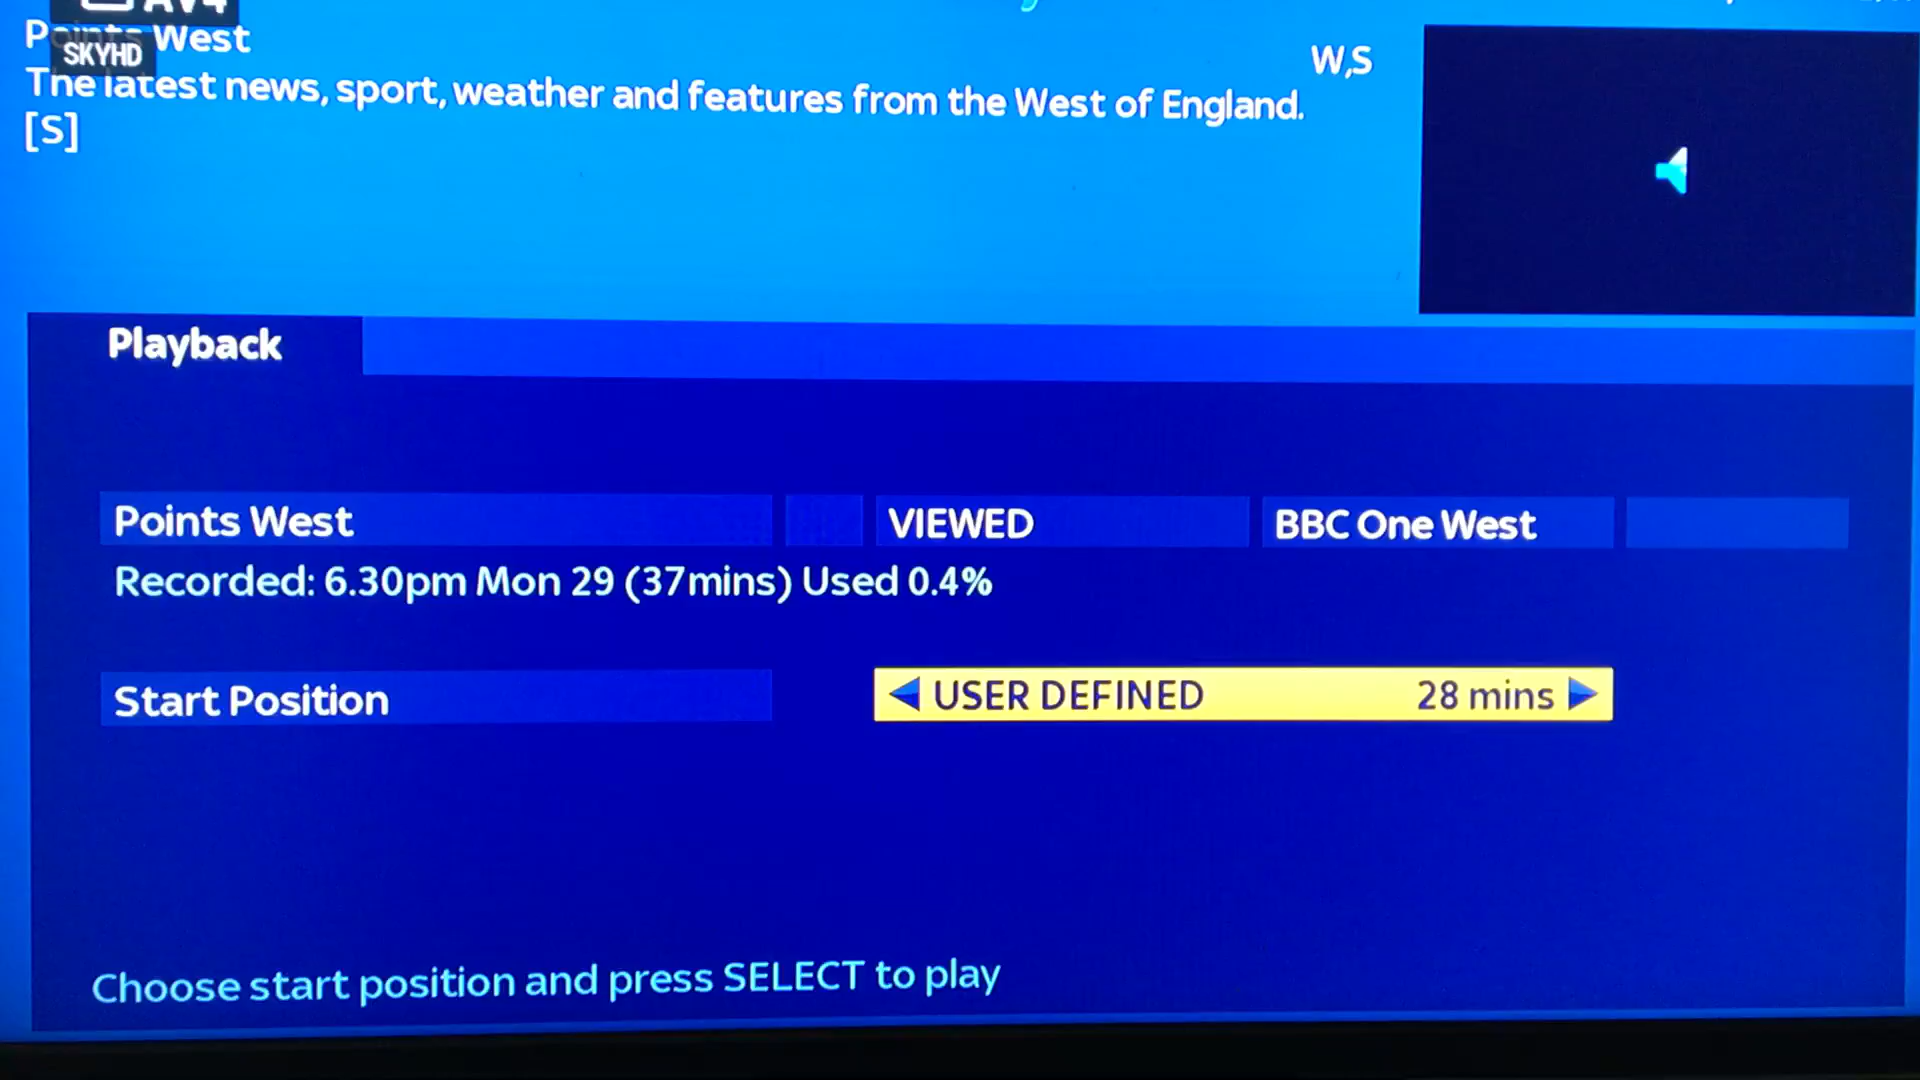 AV4
Points West
SKYHD
W,S
The latest news, sport, weather and features from the West of England.
[S]
Playback
Points West
VIEWED
BBC One West
Recorded: 6.30pm Mon 29 (37mins) Used 0.4%
Start Position
USER DEFINED
28 mins
Choose start position and press SELECT to play